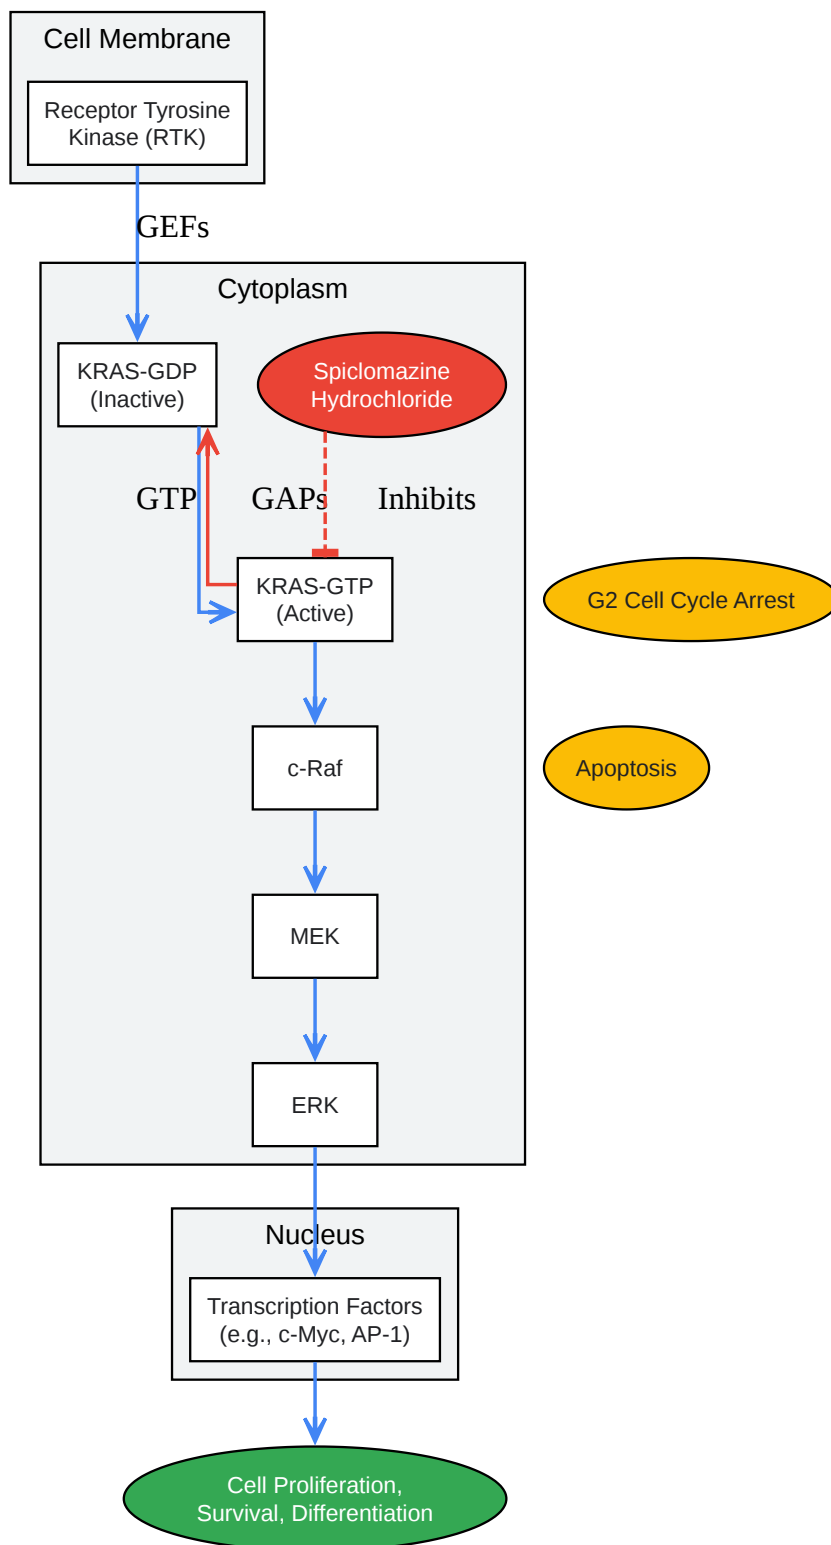 Cell Membrane
Receptor Tyrosine
Kinase (RTK)
GEFs
Cytoplasm
KRAS-GDP
(Inactive)
Spiclomazine
Hydrochloride
GTP
GAPs
Inhibits
KRAS-GTP
(Active)
G2 Cell Cycle Arrest
c-Raf
Apoptosis
MEK
ERK
Nucleus
Transcription Factors
(e.g., c-Myc, AP-1)
Cell Proliferation,
Survival, Differentiation